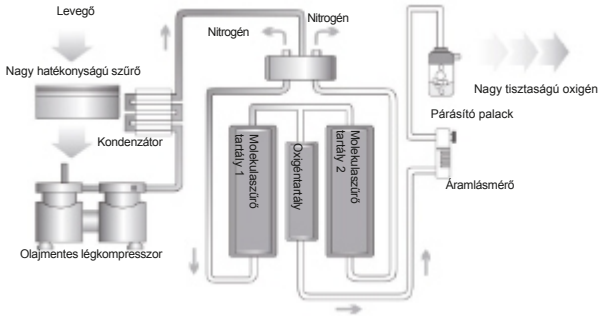 Levegő
Nitrogén
Nitrogén
Nagy hatékonyságú szűrő
Kondenzátor
Olajmentes légkompresszor
Molekulaszűrő
tartály 1
Oxigéntartály
Molekulaszűrő
tartály 2
Nagy tisztaságú oxigén
Párásító palack
Áramlásmérő